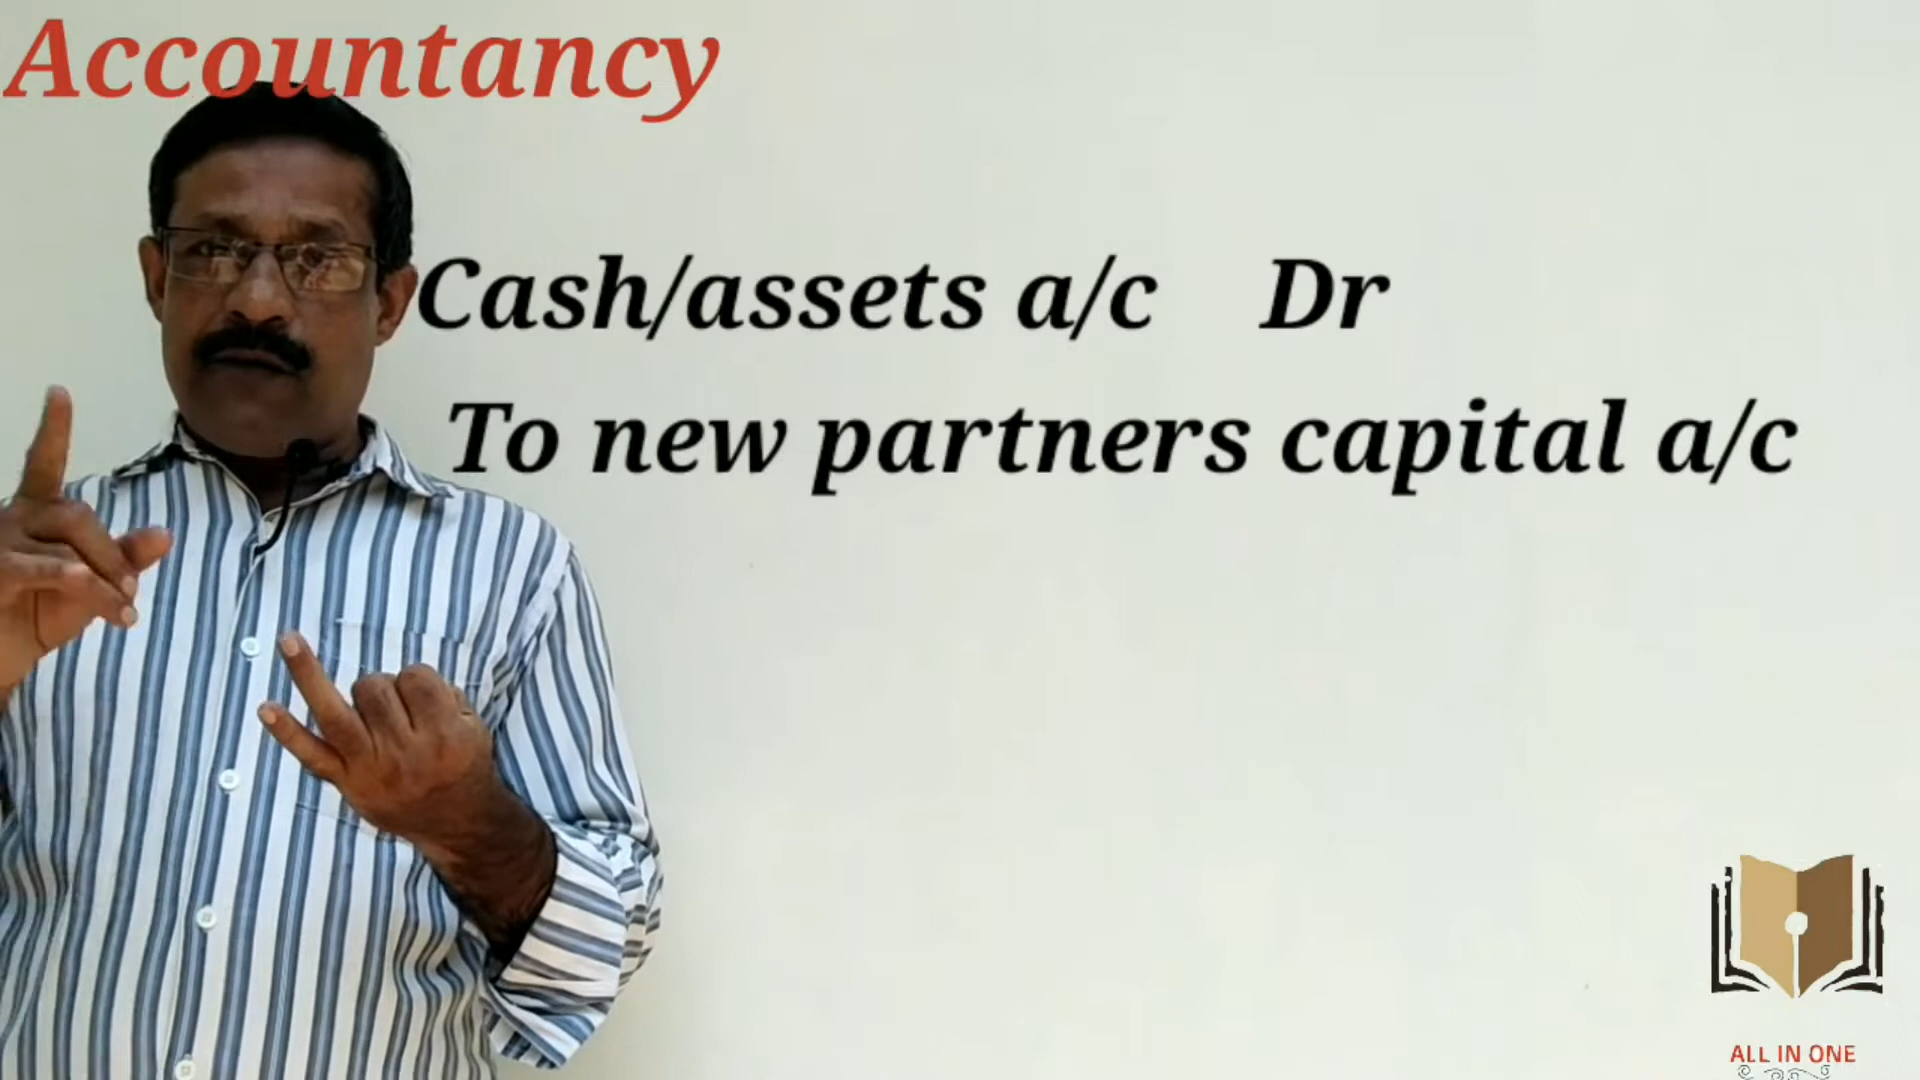 Accountancy
Cash/assets a/c Dr
To new partners capital a/c
ALL IN ONE